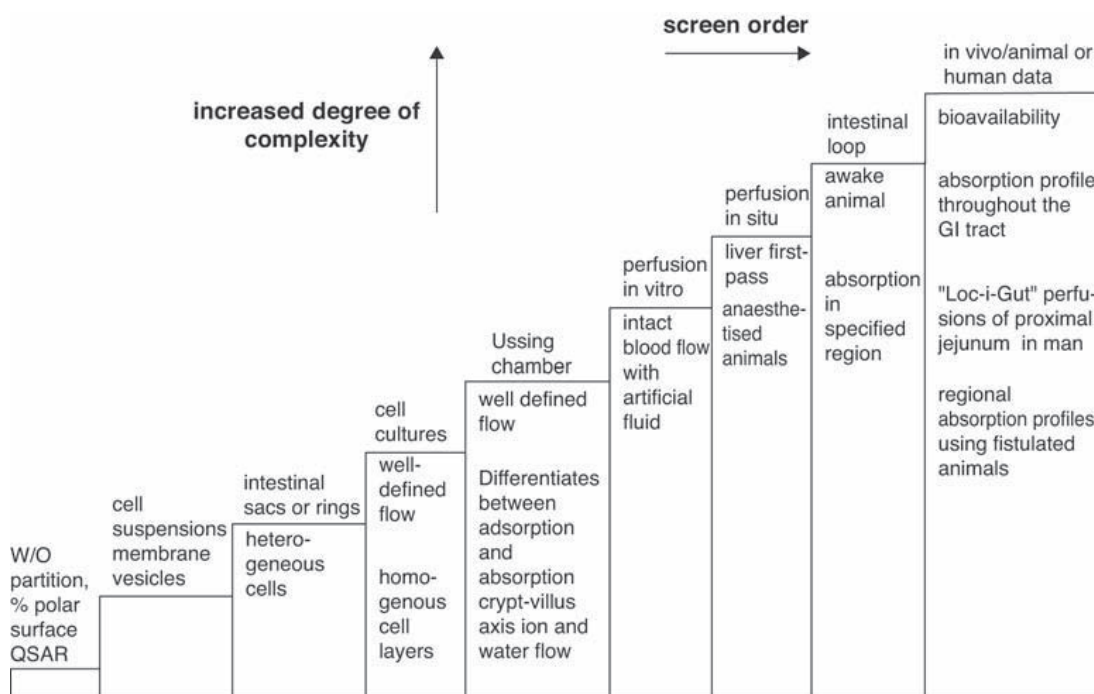 screen order
increased degree of
complexity
W/O
partition,
% polar
surface
QSAR
cell
suspensions
membrane
vesicles
intestinal
sacs or rings
hetero-
geneous
cells
cell
cultures
well-
defined
flow
homo-
genous
cell
layers
Ussing
chamber
well defined
flow
Differentiates
between
adsorption
and
absorption
crypt-villus
axis ion and
water flow
perfusion
in vitro
intact
blood flow
with
artificial
fluid
perfusion
in situ
liver first-
pass
anaesthe-
tised
animals
intestinal
loop
awake
animal
absorption
in
specified
region
in vivo/animal or
human data
bioavailability
absorption profile
throughout the
GI tract
"Loc-i-Gut" perfu-
sions of proximal
jejunum in man
regional
absorption profiles
using fistulated
animals